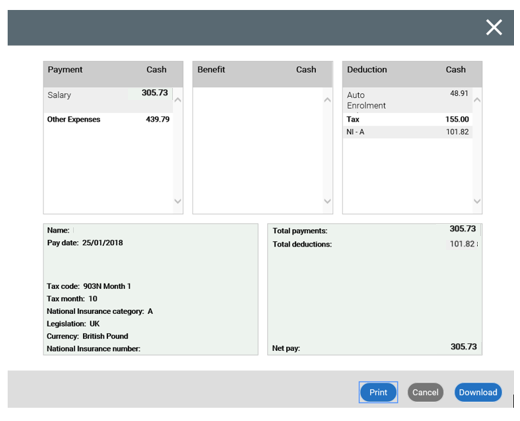 Payment Cash
Salary 305.73
Other Expenses 439.79
Benefit Cash
Deduction Cash
Auto 48.91
Enrolment
Tax 155.00
NI - A 101.82
Name:
Pay date: 25/01/2018
Tax code: 903N Month 1
Tax month: 10
National Insurance category: A
Legislation: UK
Currency: British Pound
National Insurance number:
Total payments: 305.73
Total deductions: 101.82
Net pay: 305.73
Print Cancel Download